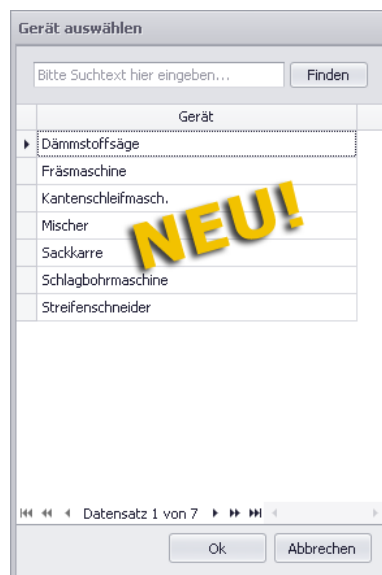 Gerät auswählen
Bitte Suchtext hier eingeben... Finden
Gerät
Dämmstoffsäge
Fräsmaschine
Kantenschleifmasch.
Mischer
Sackkarre
Schlagbohrmaschine
Streifenschneider
NEU!
Datensatz 1 von 7
Ok Abbrechen